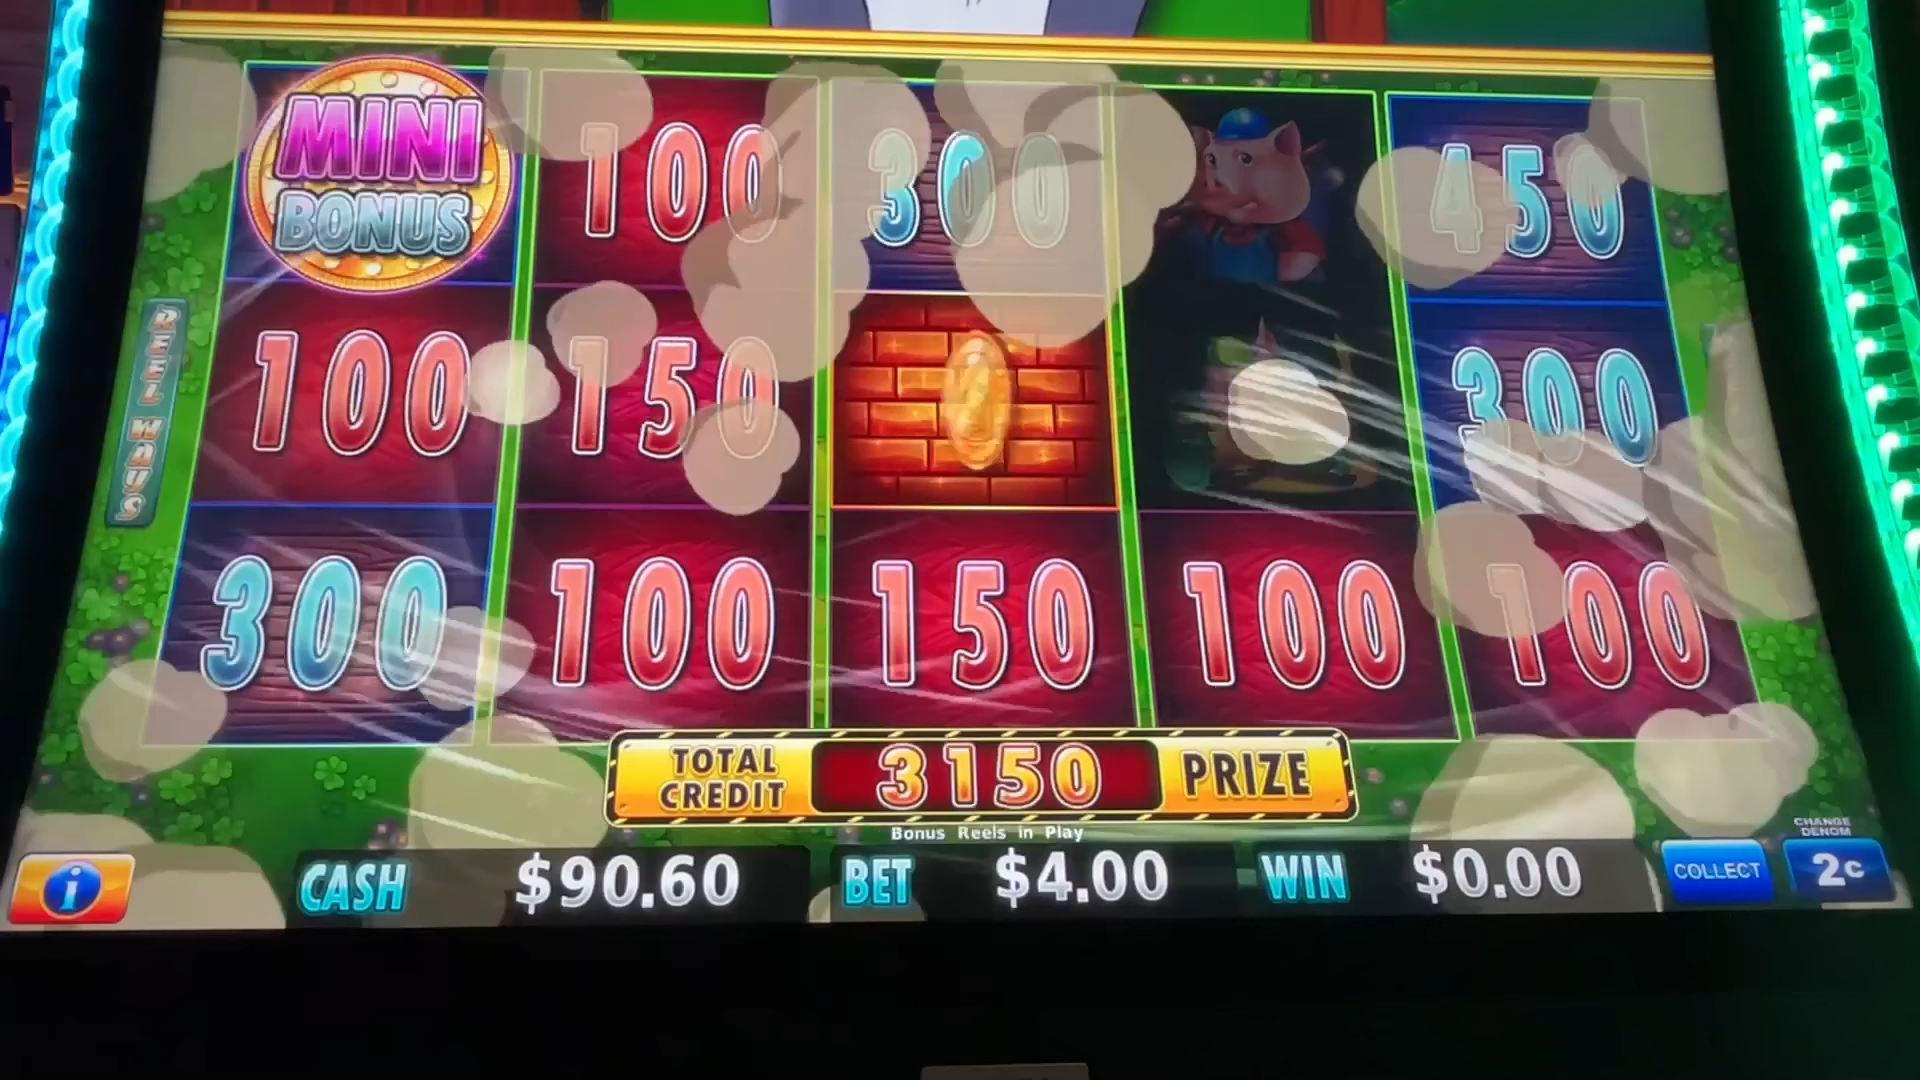 MINI
BONUS
100
300
450
REEL WAYS
100
150
300
300
100
150
100
100
TOTAL
CREDIT
3150
PRIZE
Bonus Reels in Play
CHANGE
DENOM
i
CASH
$90.60
BET
$4.00
WIN
$0.00
COLLECT
2¢